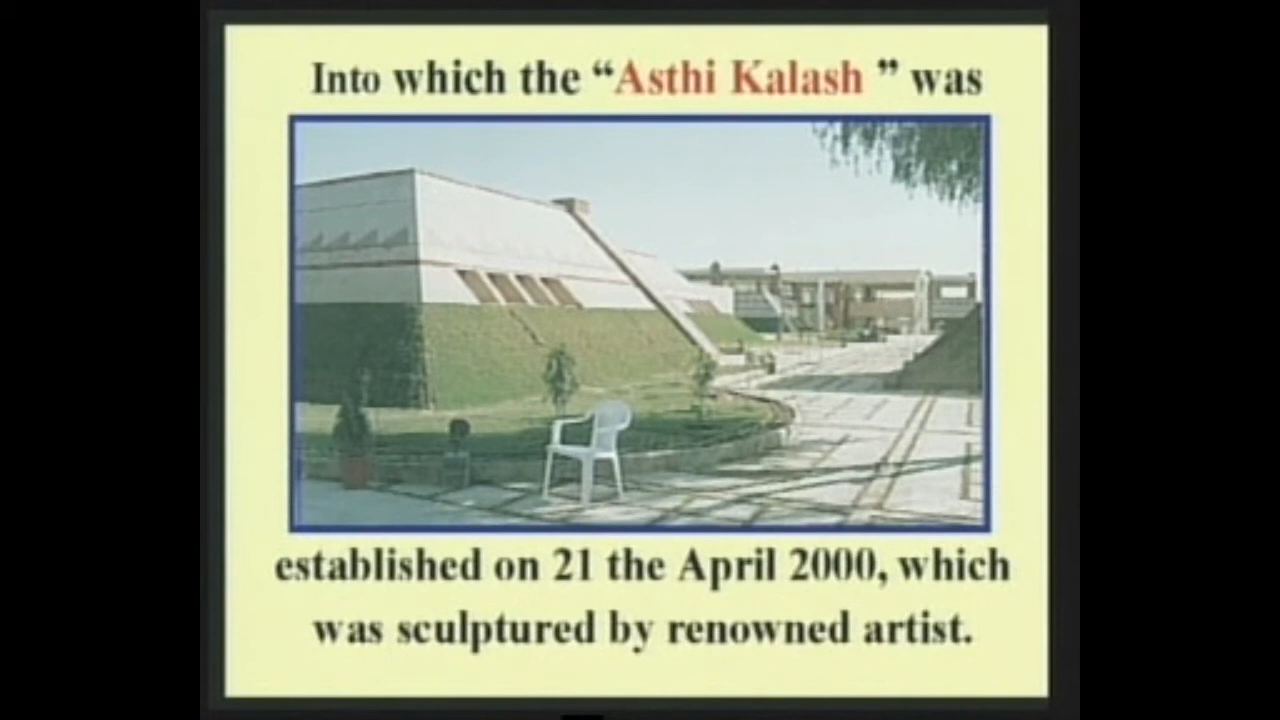 Into which the “Asthi Kalash ” was
established on 21 the April 2000, which
was sculptured by renowned artist.